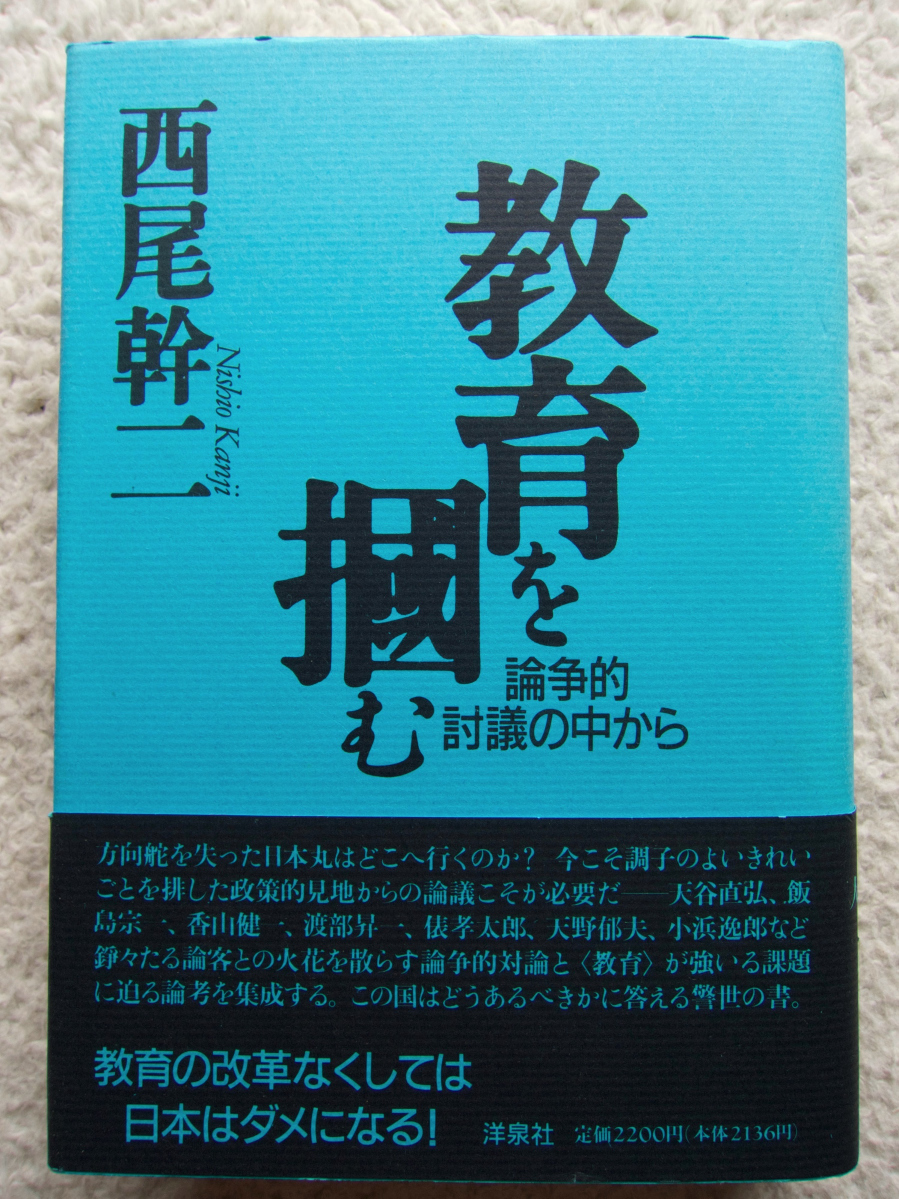 教育を
掴む
論争的
討議の中から
西尾幹二
Nishio Kanji
方向舵を失った日本丸はどこへ行くのか? 今こそ調子のよいきれい
ごとを排した政策的見地からの論議こそが必要だ——天谷直弘、飯
島宗一、香山健一、渡部昇一、俵孝太郎、天野郁夫、小浜逸郎など
錚々たる論客との火花を散らす論争的対論と〈教育〉が強いる課題
に迫る論考を集成する。この国はどうあるべきかに答える警世の書。
教育の改革なくしては
日本はダメになる!
洋泉社 定価2200円(本体2136円)